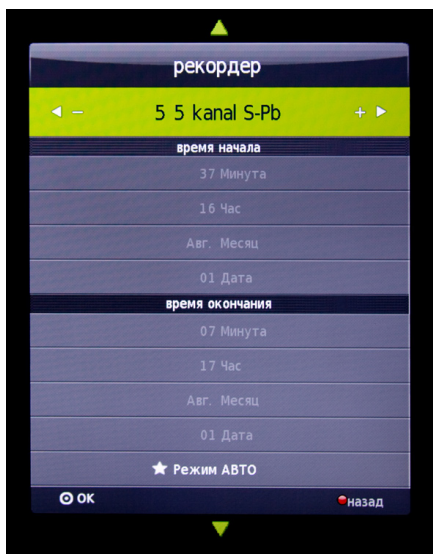 рекордер
– 5 5 kanal S-Pb +
время начала
37 Минута
16 Час
Авг. Месяц
01 Дата
время окончания
07 Минута
17 Час
Авг. Месяц
01 Дата
Режим АВТО
ОК назад